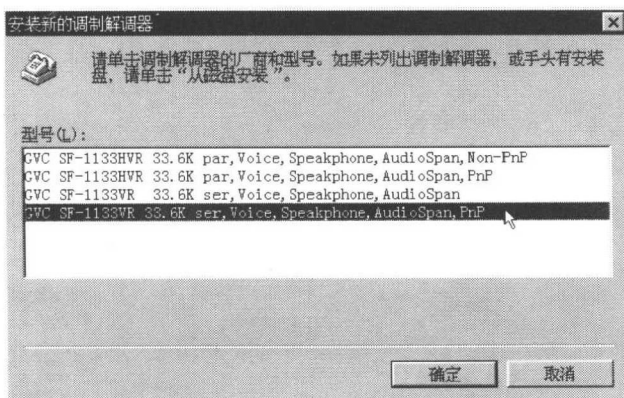 安装新的调制解调器
请单击调制解调器的厂商和型号。如果未列出调制解调器，或手头有安装
盘，请单击“从磁盘安装”。
型号(L):
GVC SF-1133HVR 33.6K par,Voice,Speakphone,AudioSpan,Non-PnP
GVC SF-1133HVR 33.6K par,Voice,Speakphone,AudioSpan,PnP
GVC SF-1133VR  33.6K ser,Voice,Speakphone,AudioSpan
GVC SF-1133VR 33.6K ser,Voice,Speakphone,AudioSpan,PnP
确定
取消